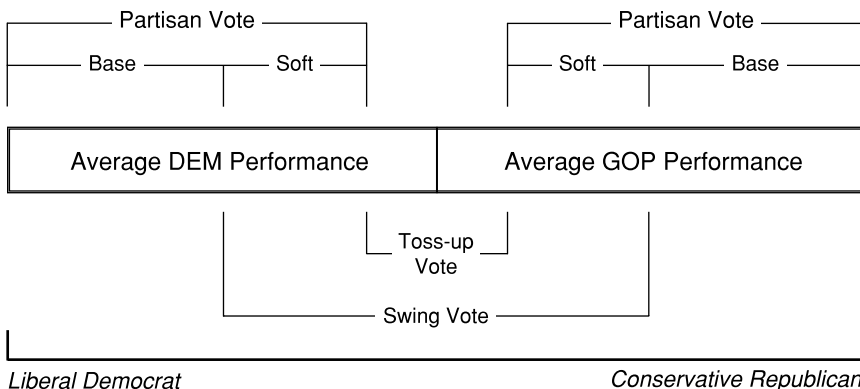 Partisan Vote Partisan Vote
Base Soft Soft Base
Average DEM Performance Average GOP Performance
Toss-up
Vote
Swing Vote
Liberal Democrat Conservative Republican